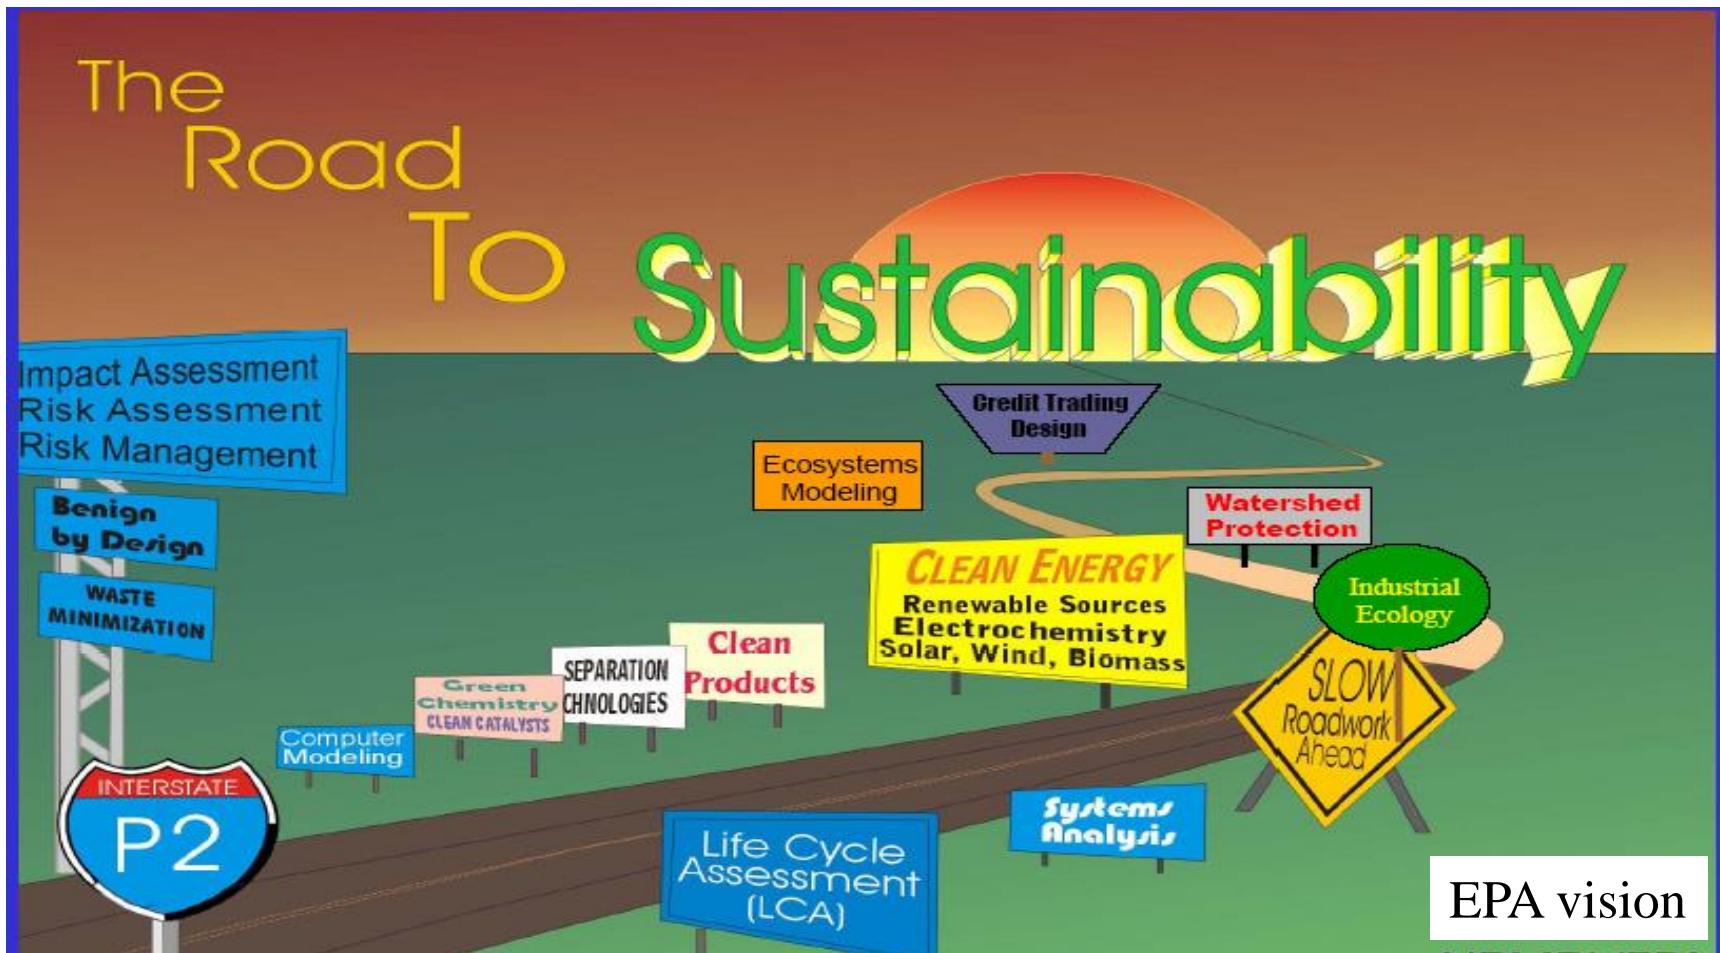 The
Road
To
Sustainability
Impact Assessment
Risk Assessment
Risk Management
Benign
by Design
WASTE
MINIMIZATION
INTERSTATE
P2
Computer
Modeling
Green
Chemistry
CLEAN CATALYSTS
SEPARATION
CHNOLOGIES
Clean
Products
Ecosystems
Modeling
Credit Trading
Design
CLEAN ENERGY
Renewable Sources
Electrochemistry
Solar, Wind, Biomass
Watershed
Protection
Industrial
Ecology
SLOW
Roadwork
Ahead
Life Cycle
Assessment
(LCA)
Systems
Analysis
EPA vision